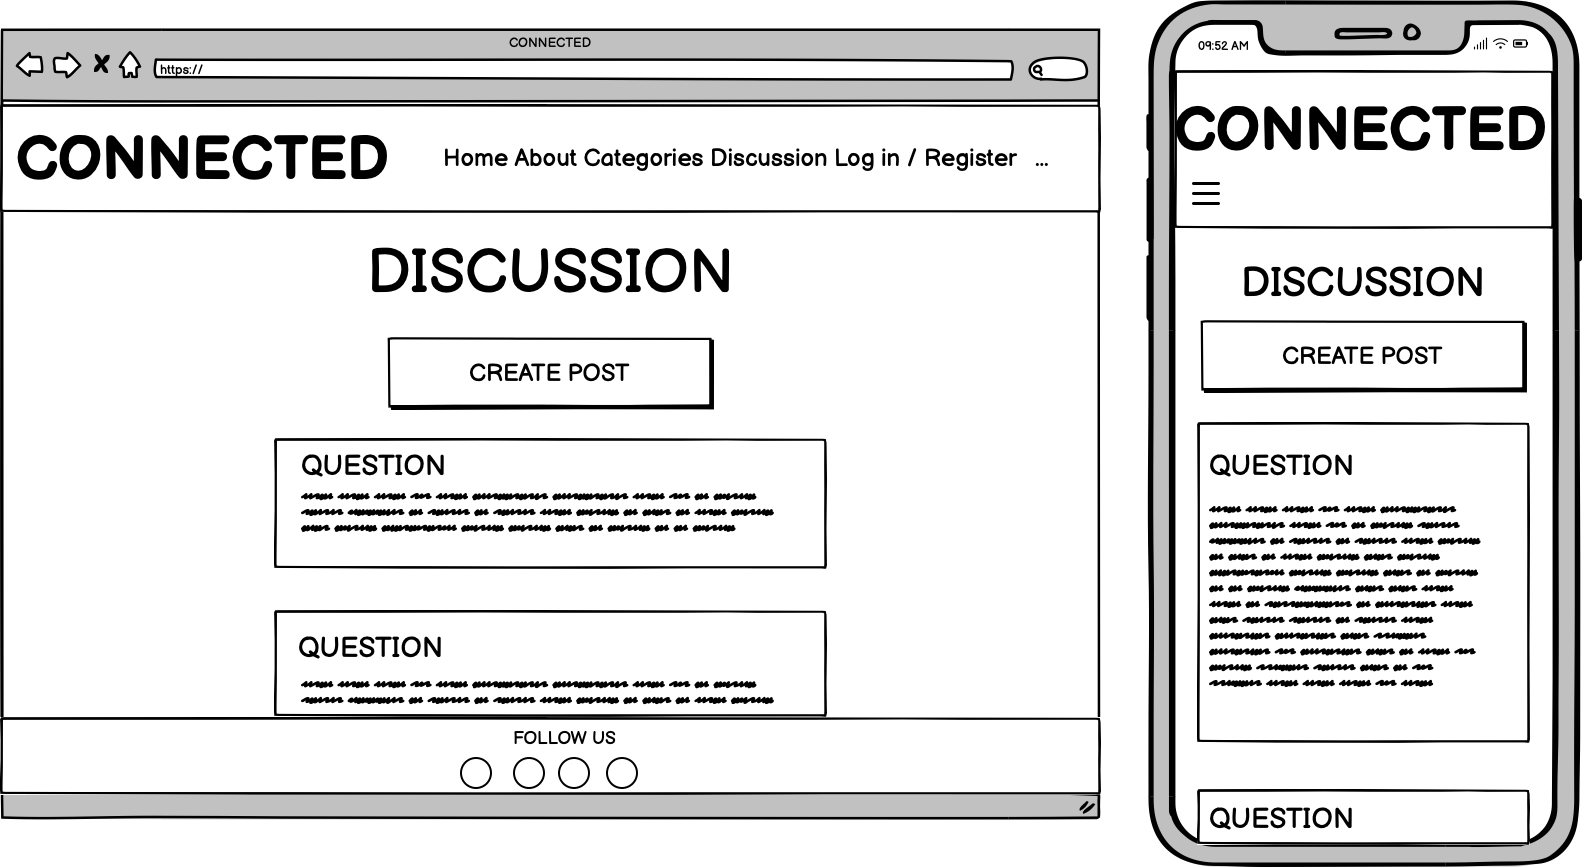 CONNECTED
https://
CONNECTED
Home About Categories Discussion Log in / Register ...
DISCUSSION
CREATE POST
QUESTION
QUESTION
FOLLOW US
09:52 AM
CONNECTED
DISCUSSION
CREATE POST
QUESTION
QUESTION